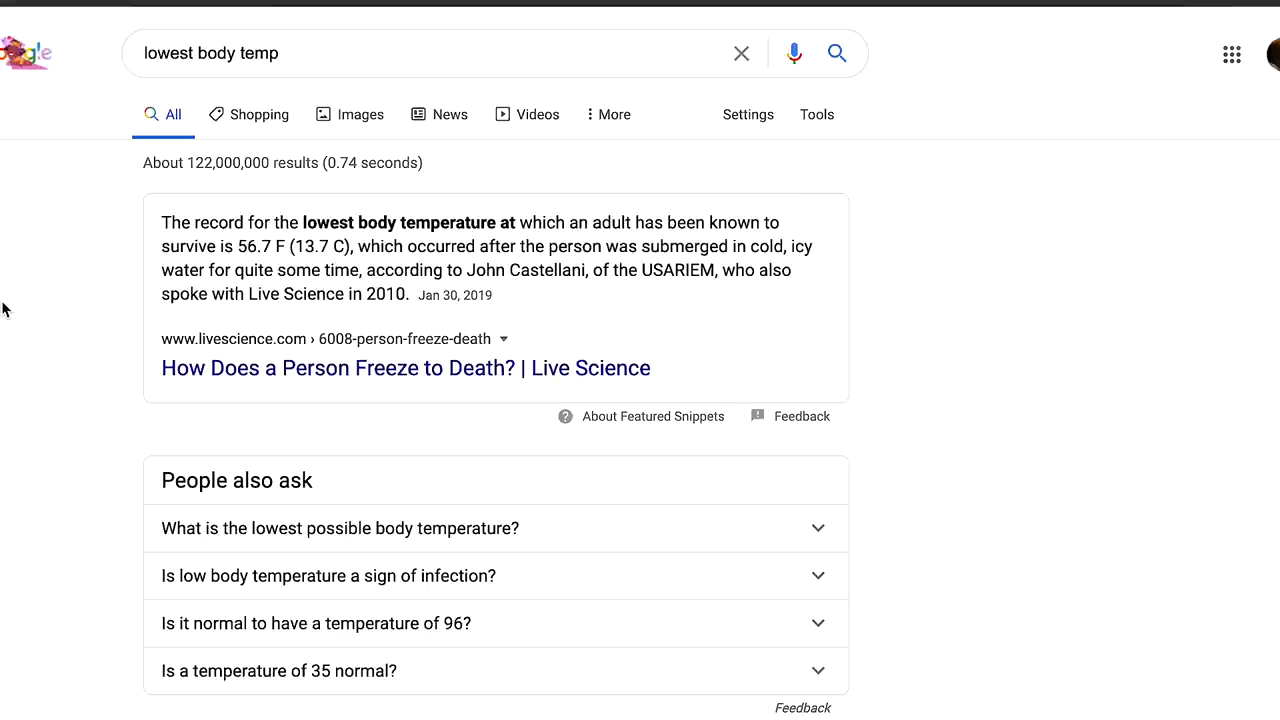 lowest body temp
All Shopping Images News Videos More Settings Tools
About 122,000,000 results (0.74 seconds)
The record for the lowest body temperature at which an adult has been known to
survive is 56.7 F (13.7 C), which occurred after the person was submerged in cold, icy
water for quite some time, according to John Castellani, of the USARIEM, who also
spoke with Live Science in 2010. Jan 30, 2019
www.livescience.com › 6008-person-freeze-death
How Does a Person Freeze to Death? | Live Science
About Featured Snippets Feedback
People also ask
What is the lowest possible body temperature?
Is low body temperature a sign of infection?
Is it normal to have a temperature of 96?
Is a temperature of 35 normal?
Feedback